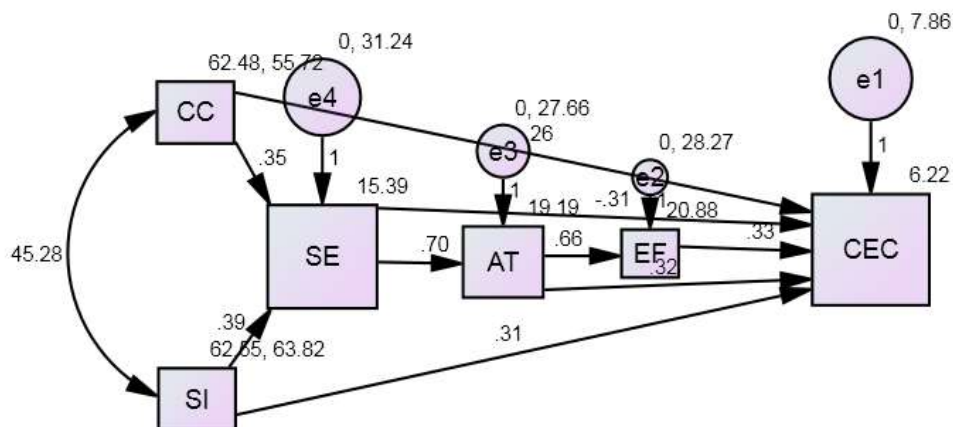 0, 7.86
0, 31.24
62.48, 55.72
e4
e1
CC
0, 27.66
26
e3
0, 28.27
e2
.35
1
1
1
1
6.22
15.39
19.19
-.31
20.88
.33
SE
.70
AT
.66
EF
.32
CEC
45.28
.39
62.55, 63.82
.31
SI